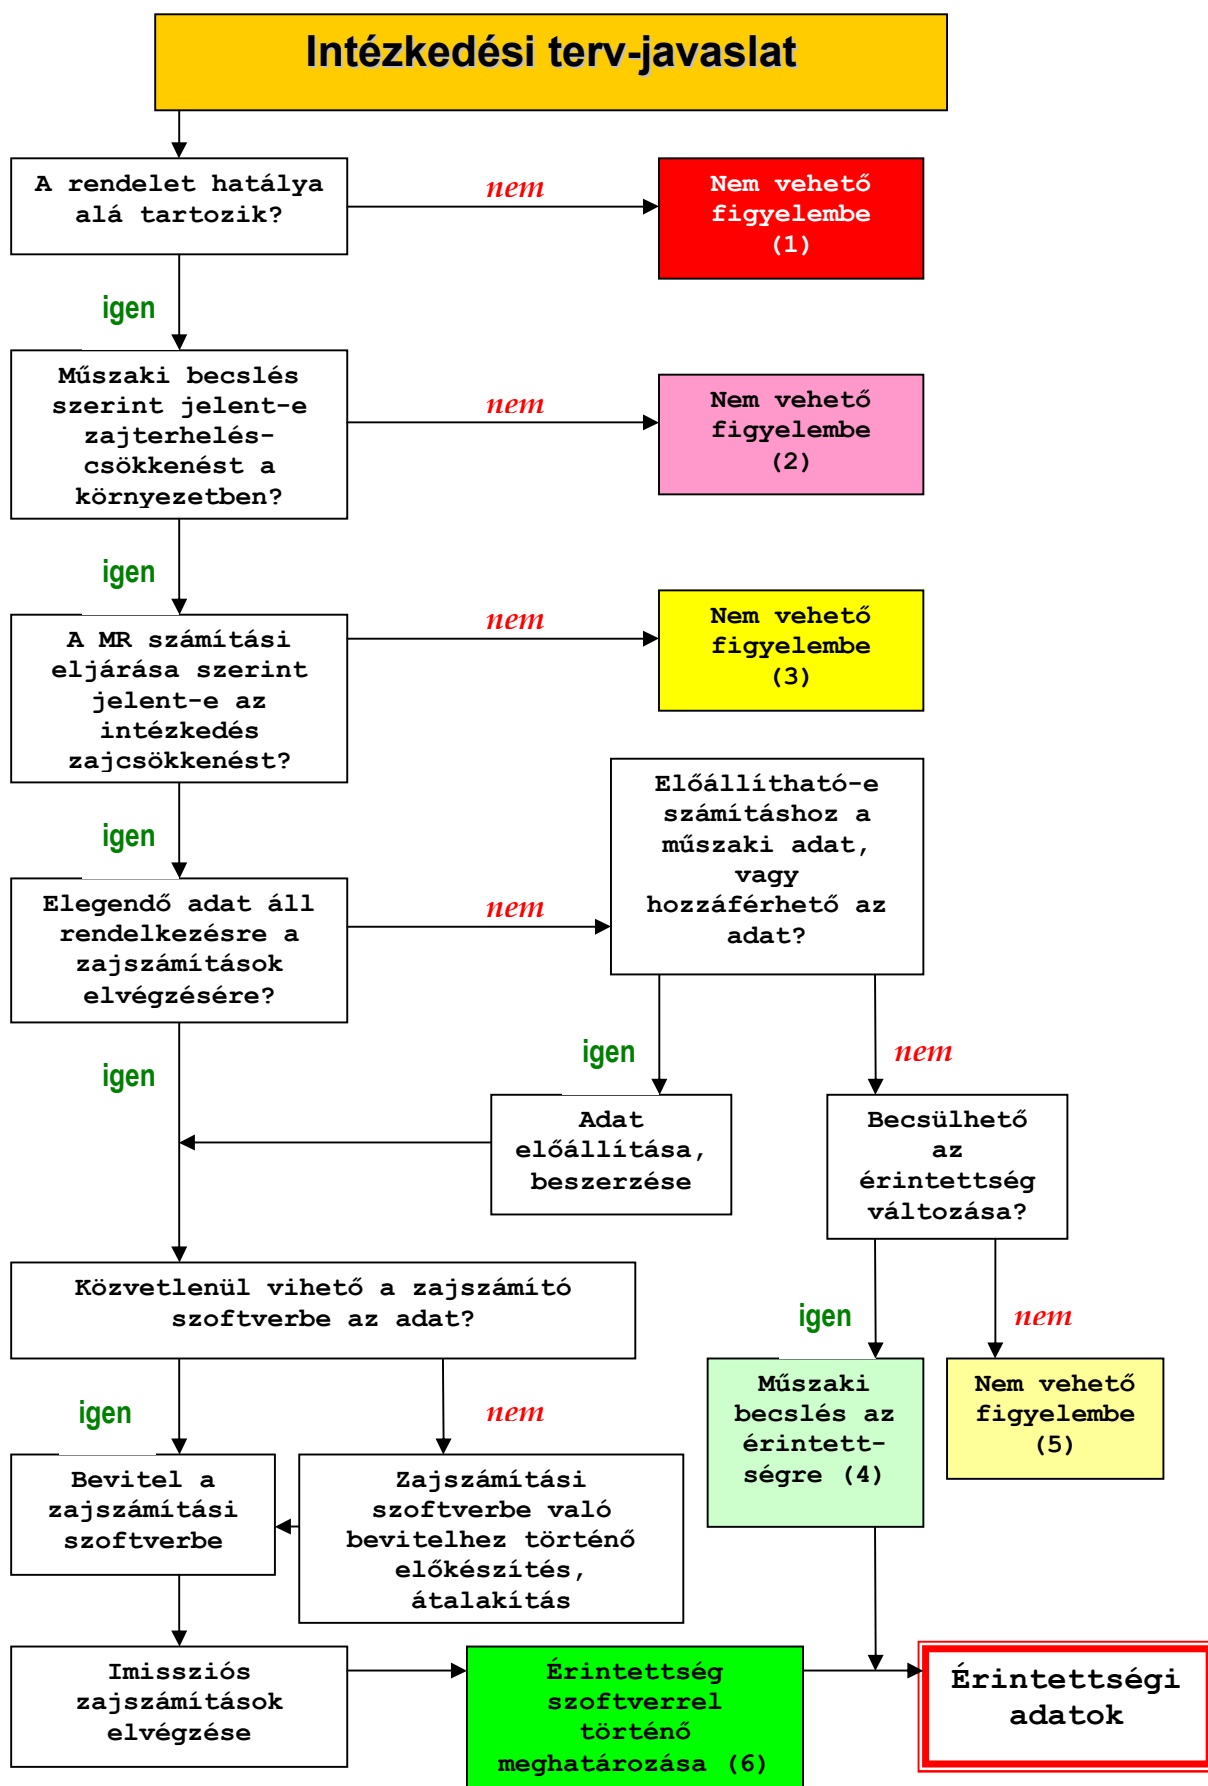 Intézkedési terv-javaslat
A rendelet hatálya
alá tartozik?
nem
Nem vehető
figyelembe
(1)
igen
Műszaki becslés
szerint jelent-e
zajterhelés-
csökkenést a
környezetben?
nem
Nem vehető
figyelembe
(2)
igen
A MR számítási
eljárása szerint
jelent-e az
intézkedés
zajcsökkenést?
nem
Nem vehető
figyelembe
(3)
igen
Elegendő adat áll
rendelkezésre a
zajszámítások
elvégzésére?
nem
Előállítható-e
számításhoz a
műszaki adat,
vagy
hozzáférhető az
adat?
igen
igen
nem
Adat
előállítása,
beszerzése
Becsülhető
az
érintettség
változása?
Közvetlenül vihető a zajszámító
szoftverbe az adat?
igen
nem
igen
nem
Műszaki
becslés az
érintett-
ségre (4)
Nem vehető
figyelembe
(5)
Bevitel a
zajszámítási
szoftverbe
Zajszámítási
szoftverbe való
bevitelhez történő
előkészítés,
átalakítás
Imissziós
zajszámítások
elvégzése
Érintettség
szoftverrel
történő
meghatározása (6)
Érintettségi
adatok